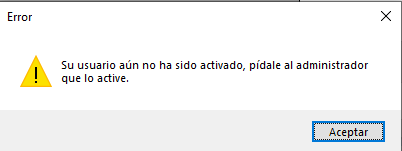 Error
Su usuario aún no ha sido activado, pídale al administrador
que lo active.
Aceptar